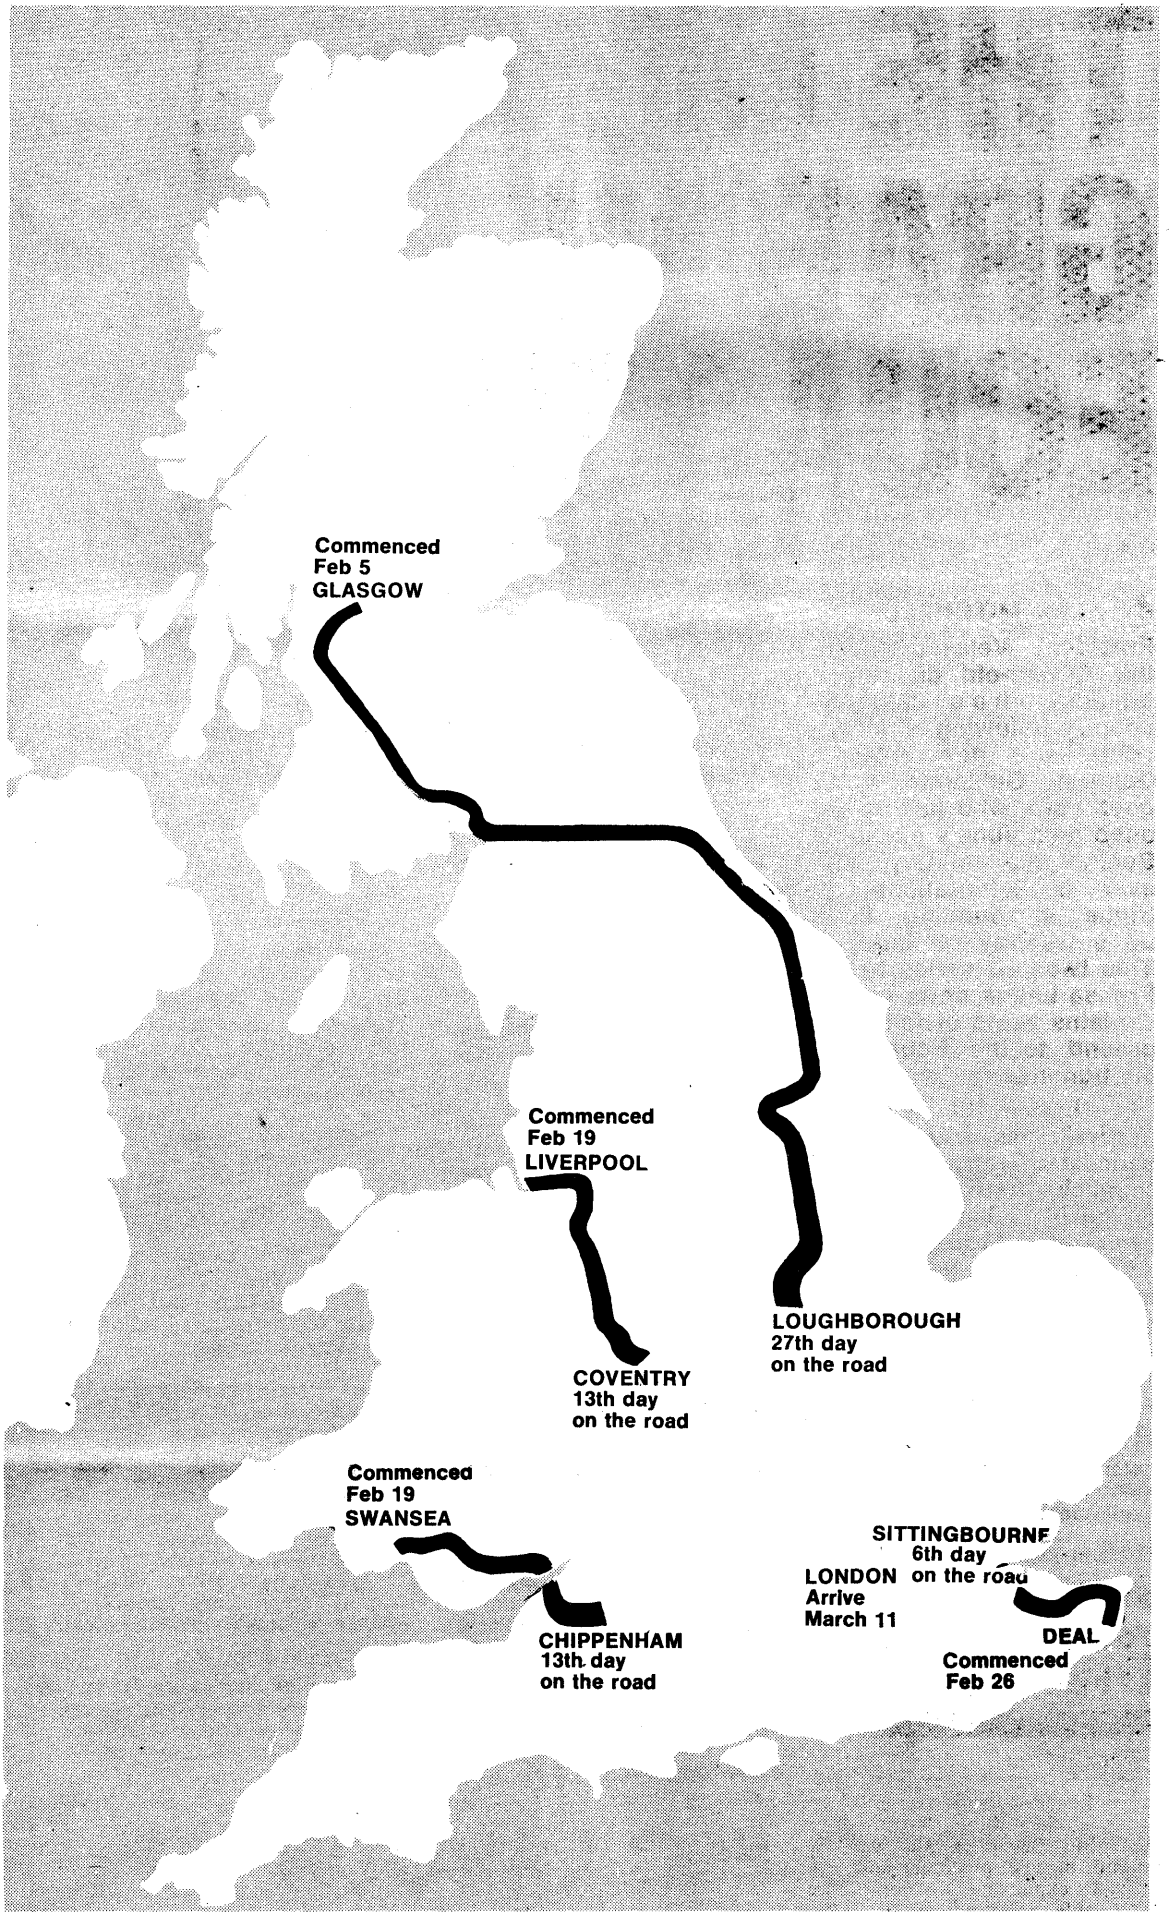 Commenced
Feb 5
GLASGOW
Commenced
Feb 19
LIVERPOOL
LOUGHBOROUGH
27th day
on the road
COVENTRY
13th day
on the road
Commenced
Feb 19
SWANSEA
SITTINGBOURNE
6th day
on the road
LONDON
Arrive
March 11
CHIPPENHAM
13th day
on the road
DEAL
Commenced
Feb 26